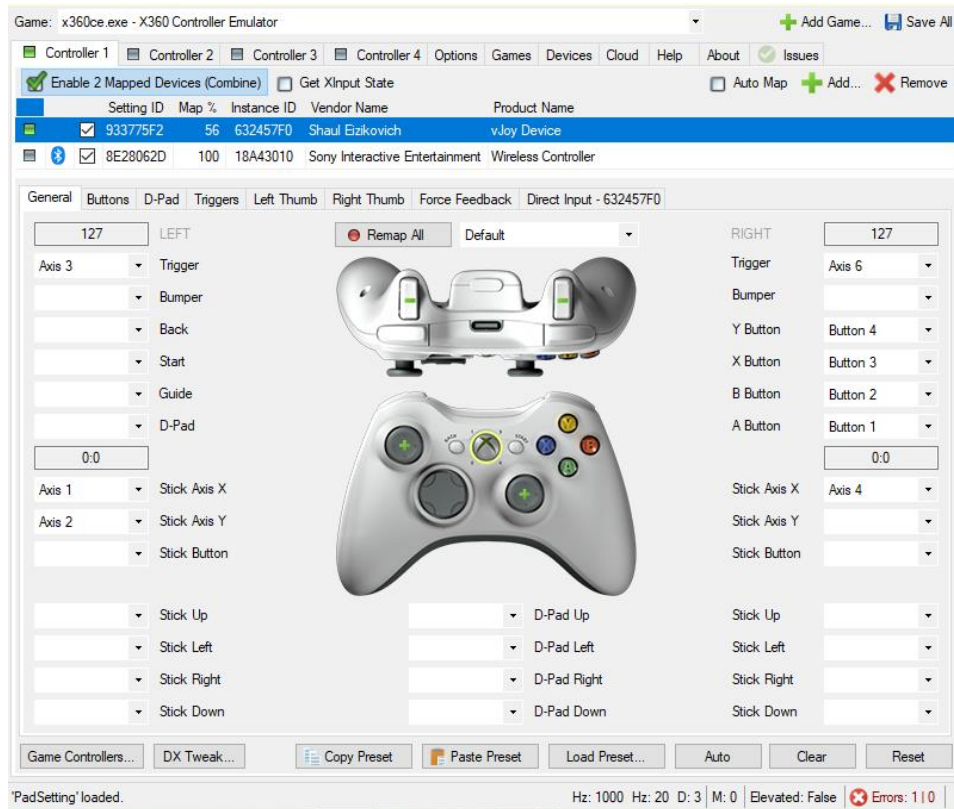 Game: x360ce.exe - X360 Controller Emulator Add Game... Save All
Controller 1 Controller 2 Controller 3 Controller 4 Options Games Devices Cloud Help About Issues
Enable 2 Mapped Devices (Combine) Get XInput State Auto Map Add... Remove
Setting ID Map % Instance ID Vendor Name Product Name
933775F2 56 632457F0 Shaul Eizikovich vJoy Device
8E28062D 100 18A43010 Sony Interactive Entertainment Wireless Controller
General Buttons D-Pad Triggers Left Thumb Right Thumb Force Feedback Direct Input - 632457F0
127 LEFT Remap All Default RIGHT 127
Axis 3 Trigger Trigger Axis 6
Bumper Bumper
Back Y Button Button 4
Start X Button Button 3
Guide B Button Button 2
D-Pad A Button Button 1
0:0 0:0
Axis 1 Stick Axis X Stick Axis X Axis 4
Axis 2 Stick Axis Y Stick Axis Y
Stick Button Stick Button
BACK START
Y
X B
A
Stick Up D-Pad Up Stick Up
Stick Left D-Pad Left Stick Left
Stick Right D-Pad Right Stick Right
Stick Down D-Pad Down Stick Down
Game Controllers... DX Tweak... Copy Preset Paste Preset Load Preset... Auto Clear Reset
'PadSetting' loaded. Hz: 1000 Hz: 20 D: 3 M: 0 Elevated: False Errors: 1 | 0